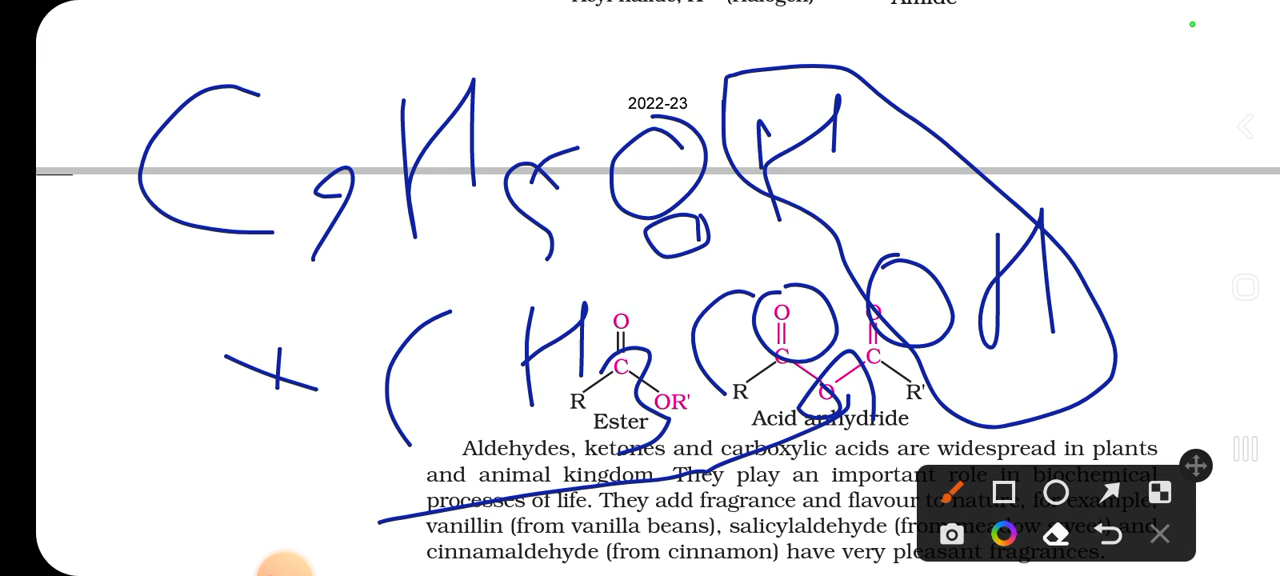 2022-23
C2H5OH
+ CH3COOH
O O O
C C C
R OR' R O R'
Ester Acid anhydride
Aldehydes, ketones and carboxylic acids are widespread in plants
and animal kingdom. They play an important role in biochemical
processes of life. They add fragrance and flavour to nature, for example,
vanillin (from vanilla beans), salicylaldehyde (from meadow sweet) and
cinnamaldehyde (from cinnamon) have very pleasant fragrances.